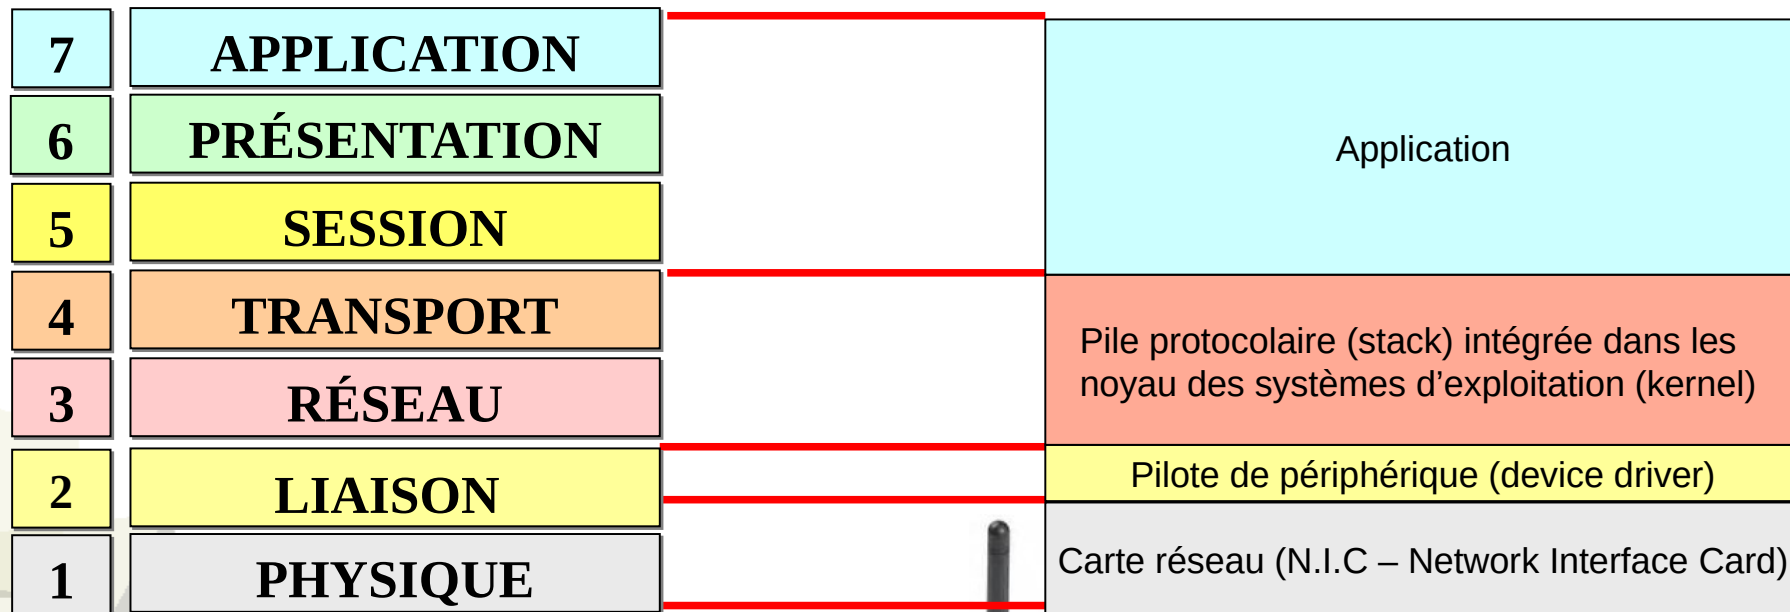 7 APPLICATION
6 PRÉSENTATION
5 SESSION
4 TRANSPORT
3 RÉSEAU
2 LIAISON
1 PHYSIQUE
Application
Pile protocolaire (stack) intégrée dans les
noyau des systèmes d’exploitation (kernel)
Pilote de périphérique (device driver)
Carte réseau (N.I.C – Network Interface Card)